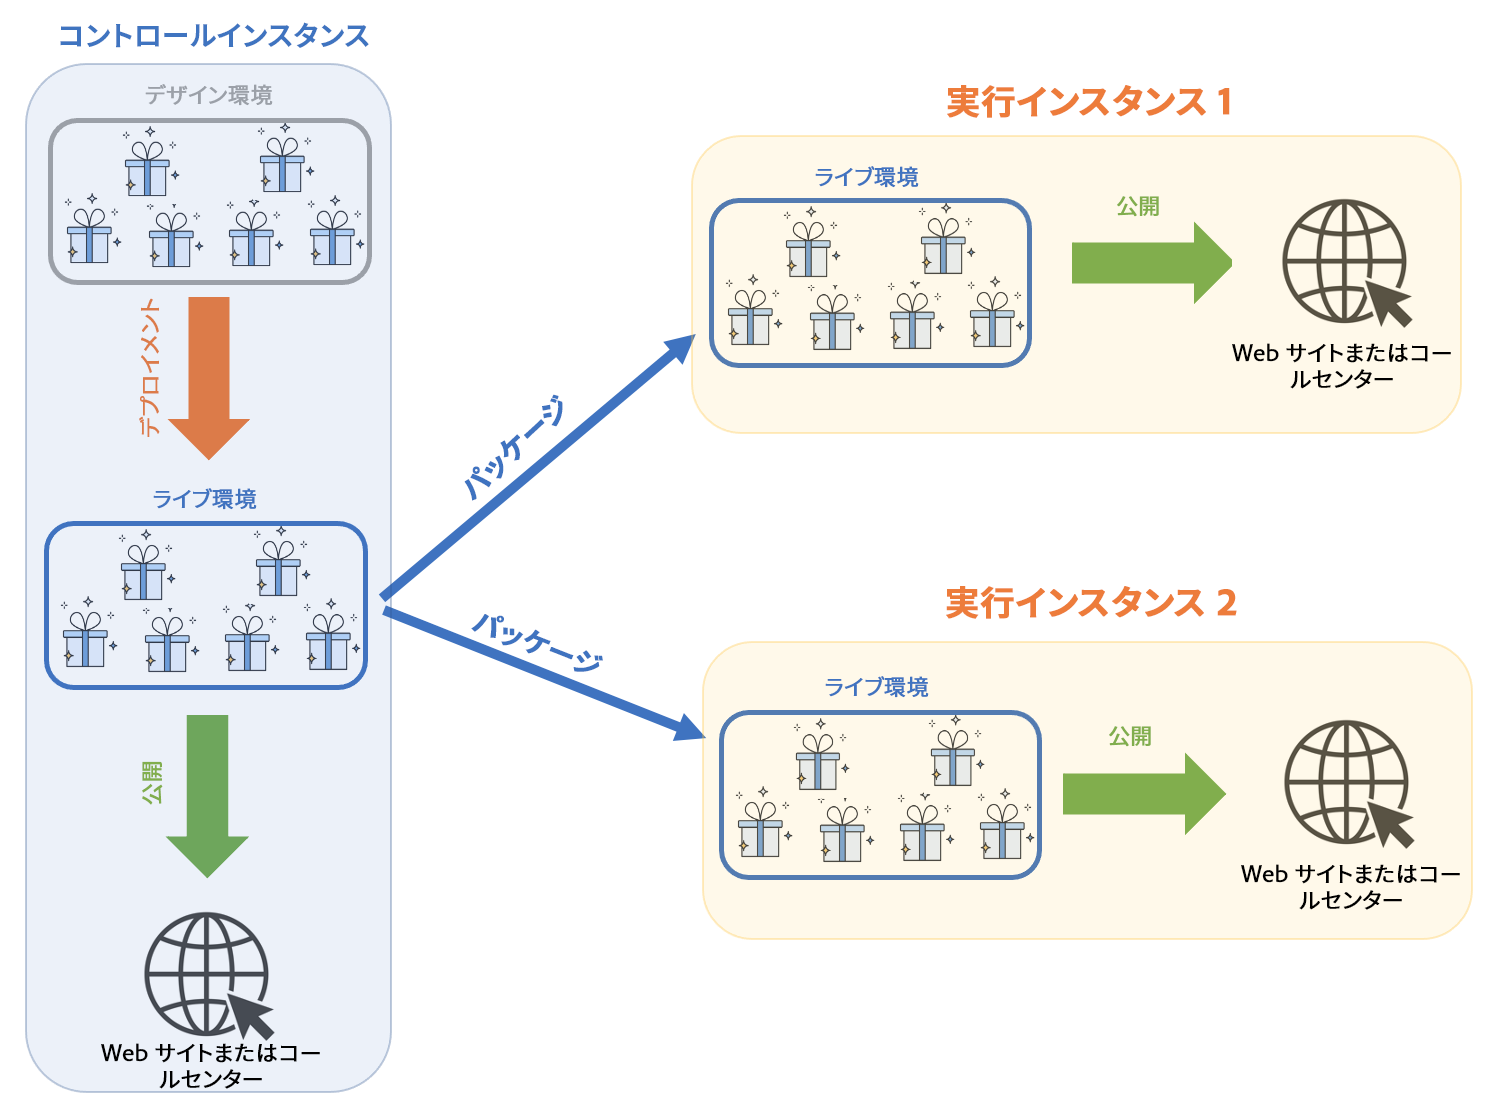 コントロールインスタンス
デザイン環境
デプロイメント
ライブ環境
公開
Web サイトまたはコー
ルセンター
パッケージ
パッケージ
実行インスタンス 1
ライブ環境
公開
Web サイトまたはコー
ルセンター
実行インスタンス 2
ライブ環境
公開
Web サイトまたはコー
ルセンター